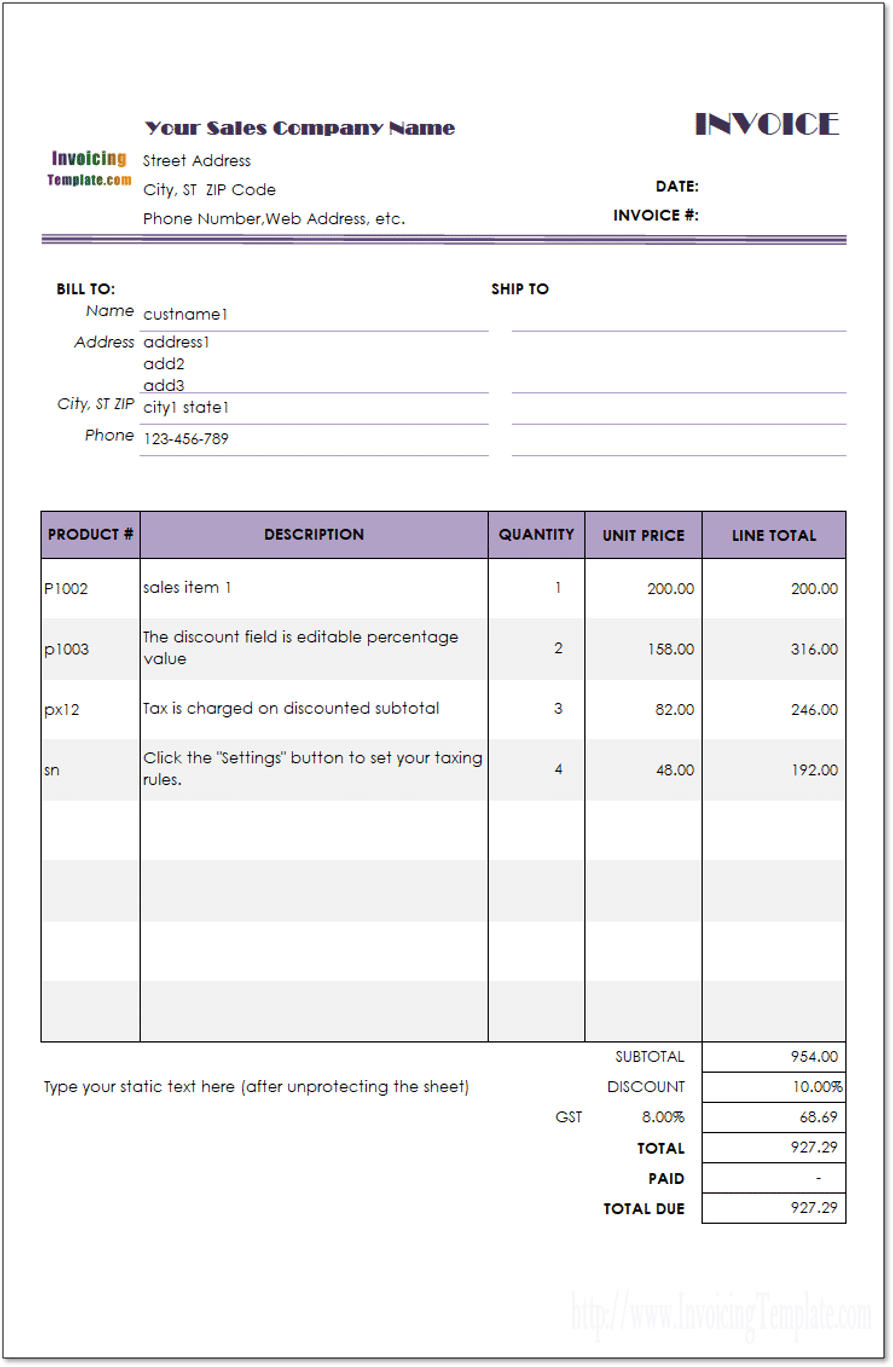 Your Sales Company Name
INVOICE
Invoicing
Template.com
Street Address
City, ST  ZIP Code
Phone Number,Web Address, etc.
DATE:
INVOICE #:
BILL TO:
SHIP TO
Name custname1
Address address1
add2
add3
City, ST ZIP city1 state1
Phone 123-456-789
PRODUCT # DESCRIPTION QUANTITY UNIT PRICE LINE TOTAL
P1002 sales item 1 1 200.00 200.00
p1003 The discount field is editable percentage
value 2 158.00 316.00
px12 Tax is charged on discounted subtotal 3 82.00 246.00
sn Click the "Settings" button to set your taxing
rules. 4 48.00 192.00
SUBTOTAL 954.00
Type your static text here (after unprotecting the sheet) DISCOUNT 10.00%
GST 8.00% 68.69
TOTAL 927.29
PAID -
TOTAL DUE 927.29
http://www.InvoicingTemplate.com